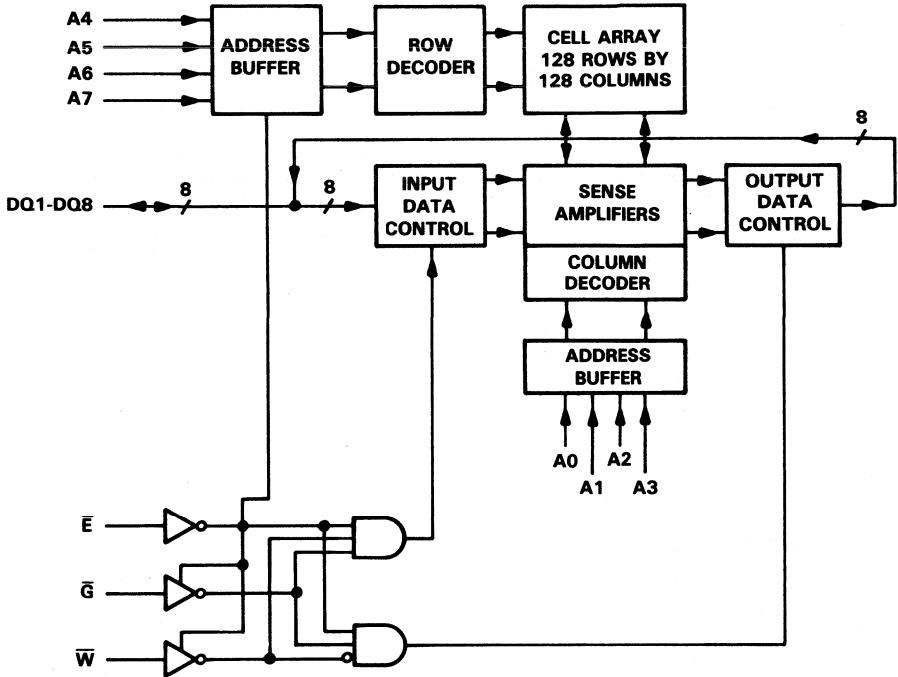 A4
A5
A6
A7
ADDRESS
BUFFER
ROW
DECODER
CELL ARRAY
128 ROWS BY
128 COLUMNS
8
DQ1-DQ8
8
8
INPUT
DATA
CONTROL
SENSE
AMPLIFIERS
OUTPUT
DATA
CONTROL
COLUMN
DECODER
ADDRESS
BUFFER
A0
A1
A2
A3
E̅
G̅
W̅